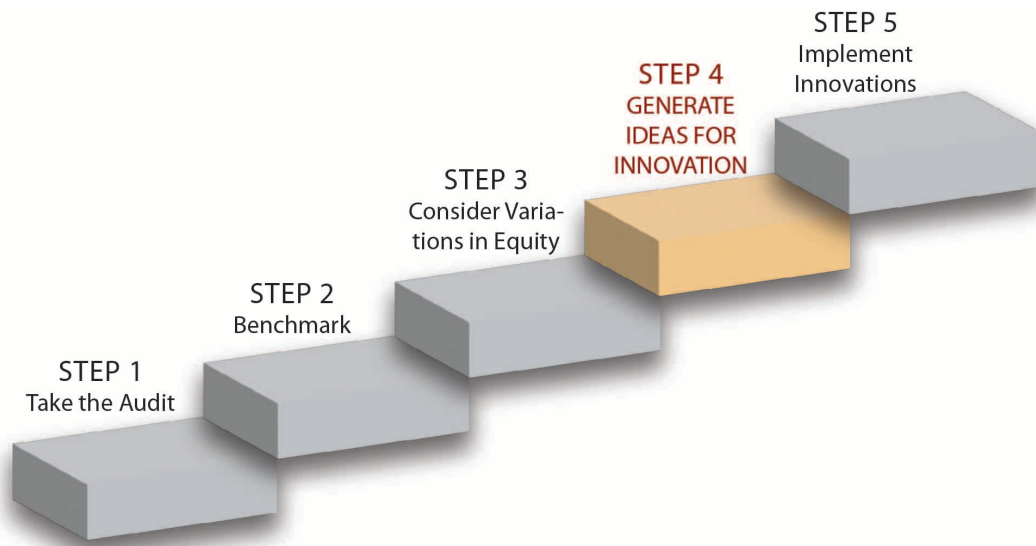 STEP 1
Take the Audit
STEP 2
Benchmark
STEP 3
Consider Varia-
tions in Equity
STEP 4
GENERATE
IDEAS FOR
INNOVATION
STEP 5
Implement
Innovations